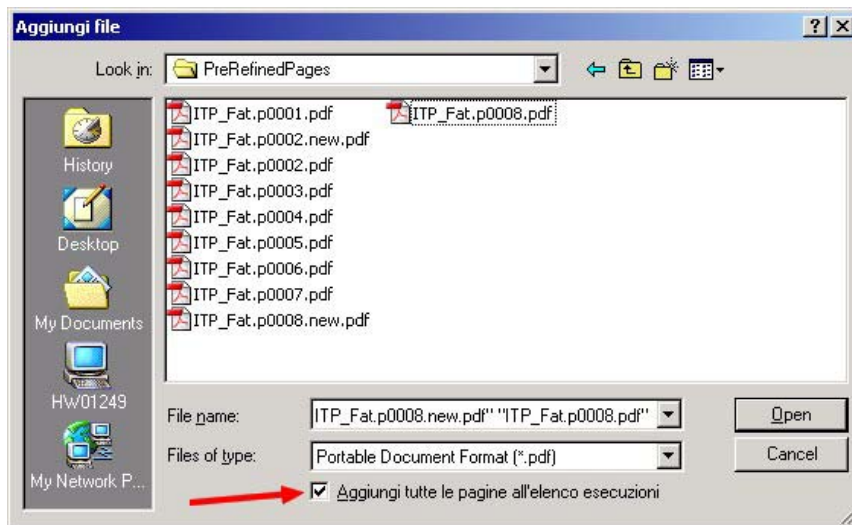 Aggiungi file
Look in: PreRefinedPages
History
Desktop
My Documents
HW01249
My Network P...
ITP_Fat.p0001.pdf
ITP_Fat.p0002.new.pdf
ITP_Fat.p0002.pdf
ITP_Fat.p0003.pdf
ITP_Fat.p0004.pdf
ITP_Fat.p0005.pdf
ITP_Fat.p0006.pdf
ITP_Fat.p0007.pdf
ITP_Fat.p0008.new.pdf
ITP_Fat.p0008.pdf
File name: ITP_Fat.p0008.new.pdf" "ITP_Fat.p0008.pdf" Open
Files of type: Portable Document Format (*.pdf) Cancel
Aggiungi tutte le pagine all'elenco esecuzioni